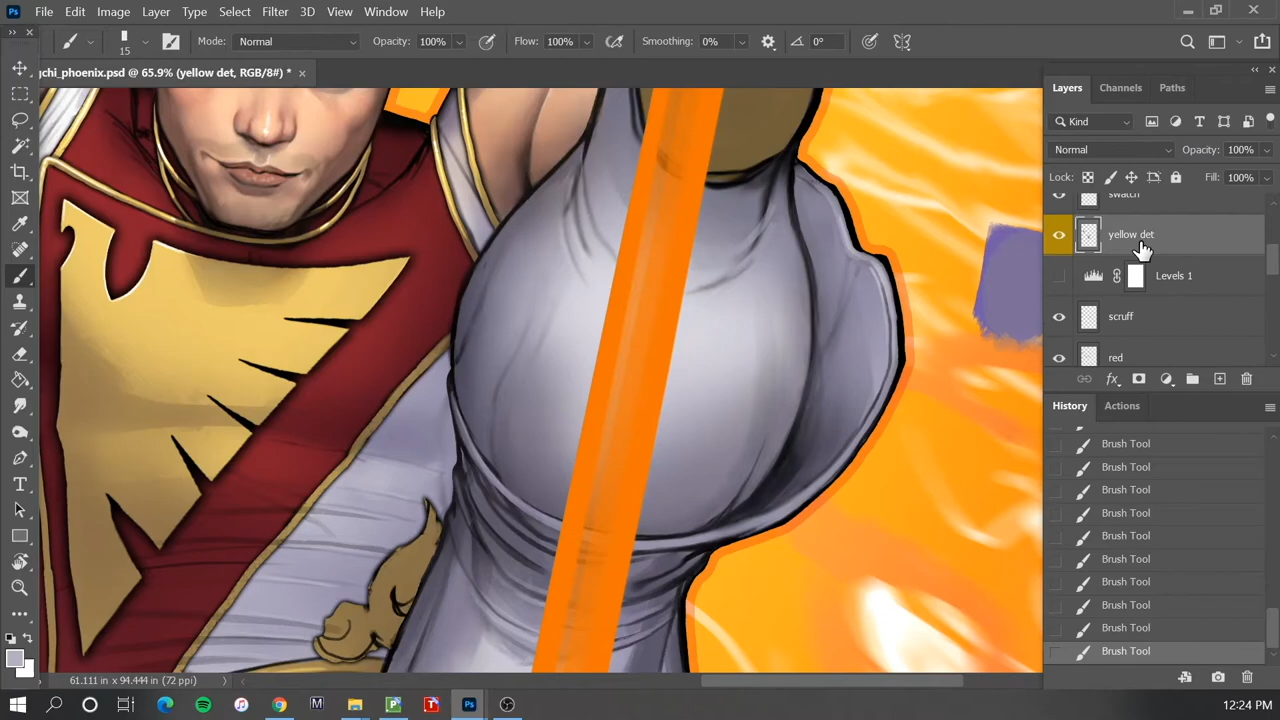 Ps File Edit Image Layer Type Select Filter 3D View Window Help
15 Mode: Normal Opacity: 100% Flow: 100% Smoothing: 0% 0°
gchi_phoenix.psd @ 65.9% (yellow det, RGB/8#) * ×
Layers Channels Paths
Kind
Normal Opacity: 100%
Lock: Fill: 100%
swatch
yellow det
Levels 1
scruff
red
fx
History Actions
Brush Tool
Brush Tool
Brush Tool
Brush Tool
Brush Tool
Brush Tool
Brush Tool
Brush Tool
Brush Tool
Brush Tool
61.111 in x 94.444 in (72 ppi)
M P T Ps 12:24 PM